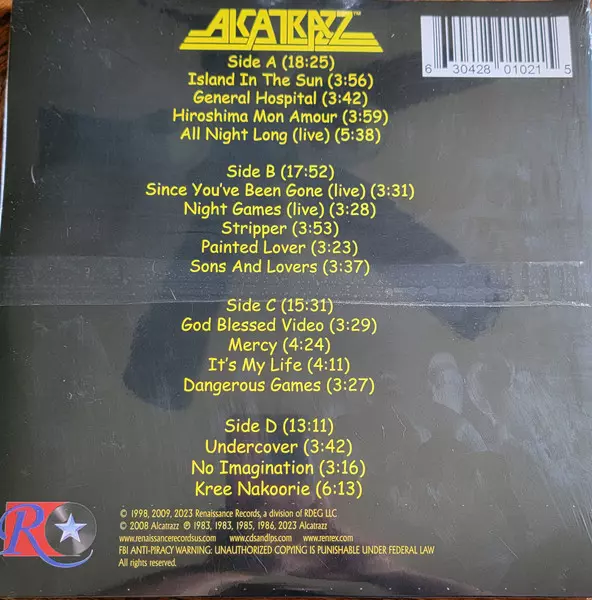 ALCATRAZZ™
Side A (18:25)
Island In The Sun (3:56)
General Hospital (3:42)
Hiroshima Mon Amour (3:59)
All Night Long (live) (5:38)
6 30428 01021 5
Side B (17:52)
Since You've Been Gone (live) (3:31)
Night Games (live) (3:28)
Stripper (3:53)
Painted Lover (3:23)
Sons And Lovers (3:37)
Side C (15:31)
God Blessed Video (3:29)
Mercy (4:24)
It's My Life (4:11)
Dangerous Games (3:27)
Side D (13:11)
Undercover (3:42)
No Imagination (3:16)
Kree Nakoorie (6:13)
R
© 1998, 2009, 2023 Renaissance Records, a division of RDEG LLC.
© 2008 Alcatrazz ℗ 1983, 1983, 1985, 1986, 2023 Alcatrazz
www.renaissancerecordsus.com www.cdsandlps.com www.renrex.com
FBI ANTI-PIRACY WARNING: UNAUTHORIZED COPYING IS PUNISHABLE UNDER FEDERAL LAW
All rights reserved.